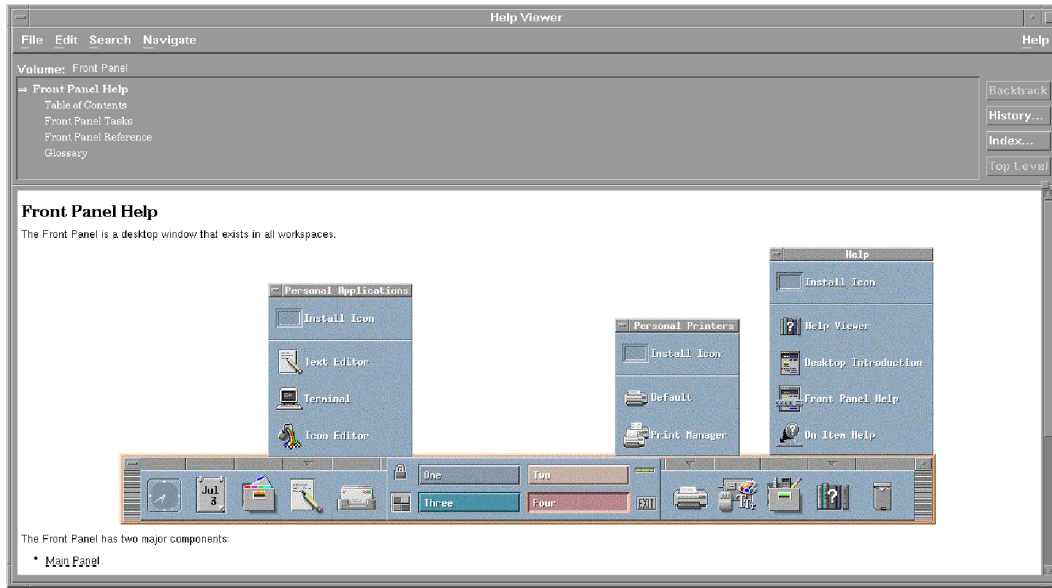 Help Viewer
File Edit Search Navigate Help
Volume: Front Panel
⇒ Front Panel Help
Table of Contents
Front Panel Tasks
Front Panel Reference
Glossary
Backtrack
History...
Index...
Top Level
Front Panel Help
The Front Panel is a desktop window that exists in all workspaces.
Help
Install Icon
Help Viewer
Desktop Introduction
Front Panel Help
On Item Help
Personal Applications
Install Icon
Text Editor
Terminal
Icon Editor
Personal Printers
Install Icon
Default
Print Manager
Jul
3
One Two
Three Four
EXIT
The Front Panel has two major components:
• Main Panel.